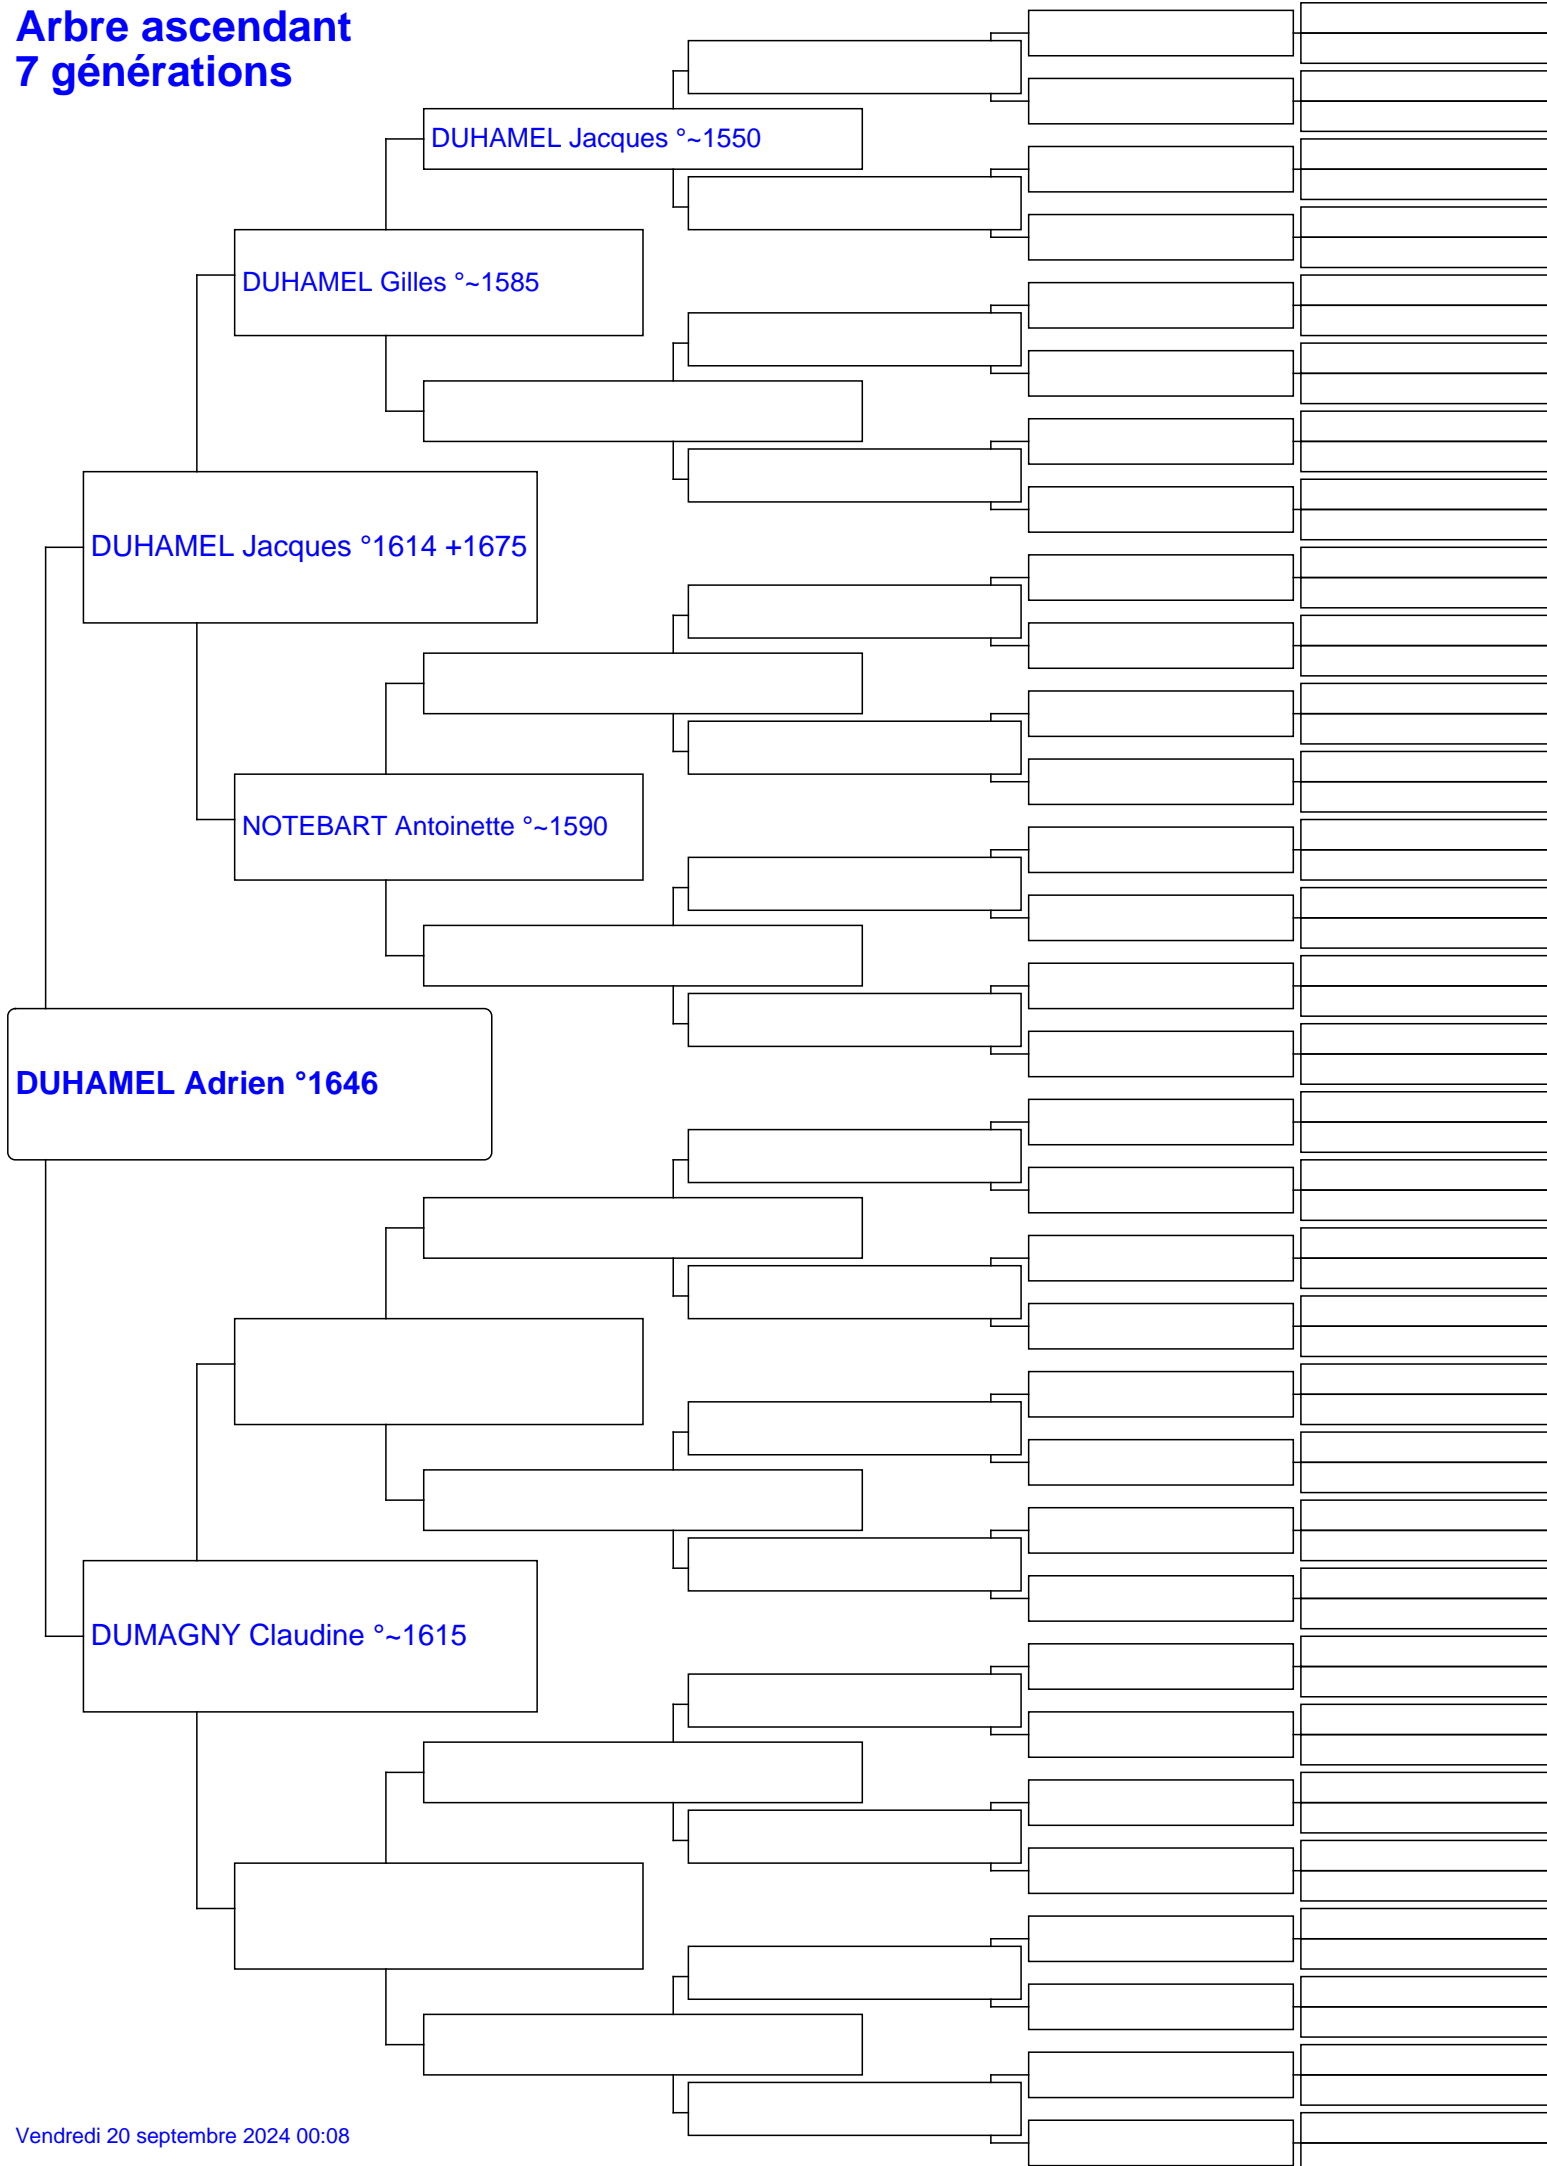 Arbre ascendant
7 générations
DUHAMEL Jacques °~1550
DUHAMEL Gilles °~1585
DUHAMEL Jacques °1614 +1675
NOTEBART Antoinette °~1590
DUHAMEL Adrien °1646
DUMAGNY Claudine °~1615
Vendredi 20 septembre 2024 00:08